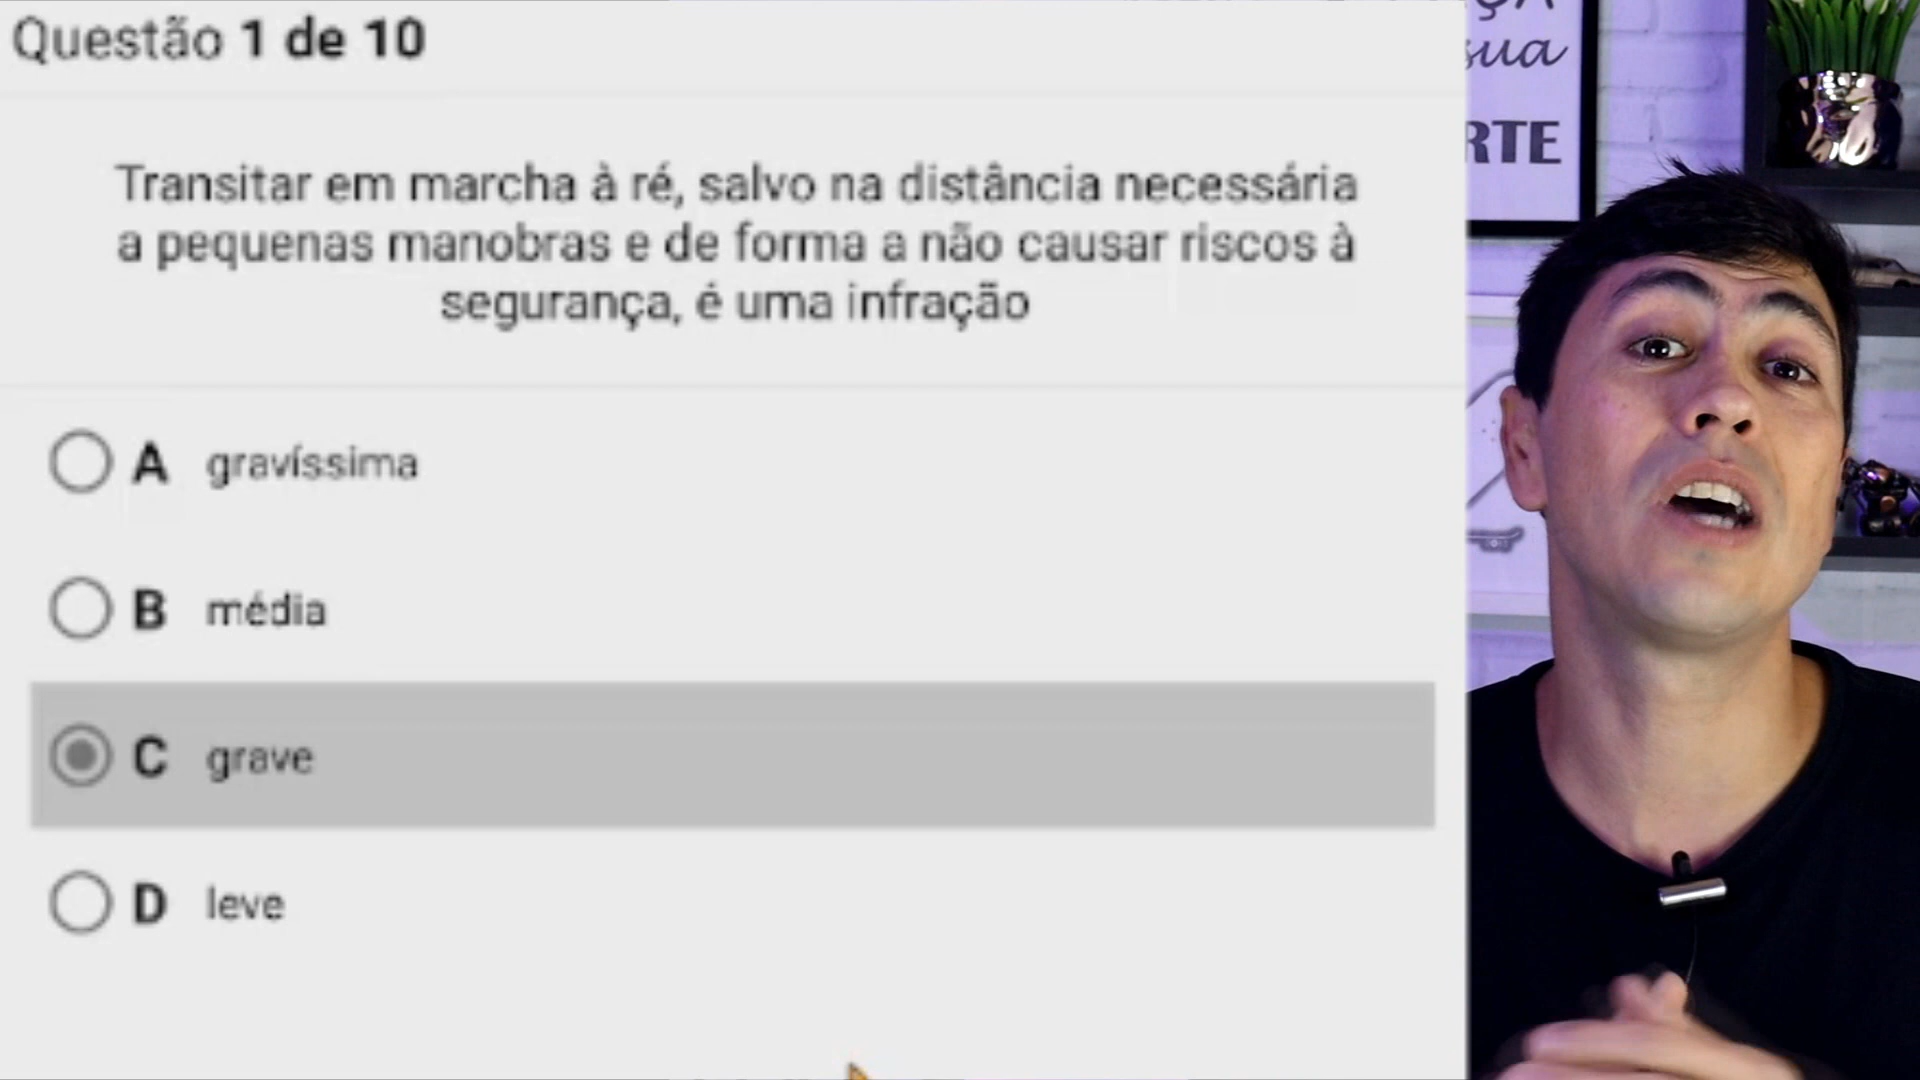 Questão 1 de 10
Transitar em marcha à ré, salvo na distância necessária
a pequenas manobras e de forma a não causar riscos à
segurança, é uma infração
A gravíssima
B média
C grave
D leve
sua
RTE